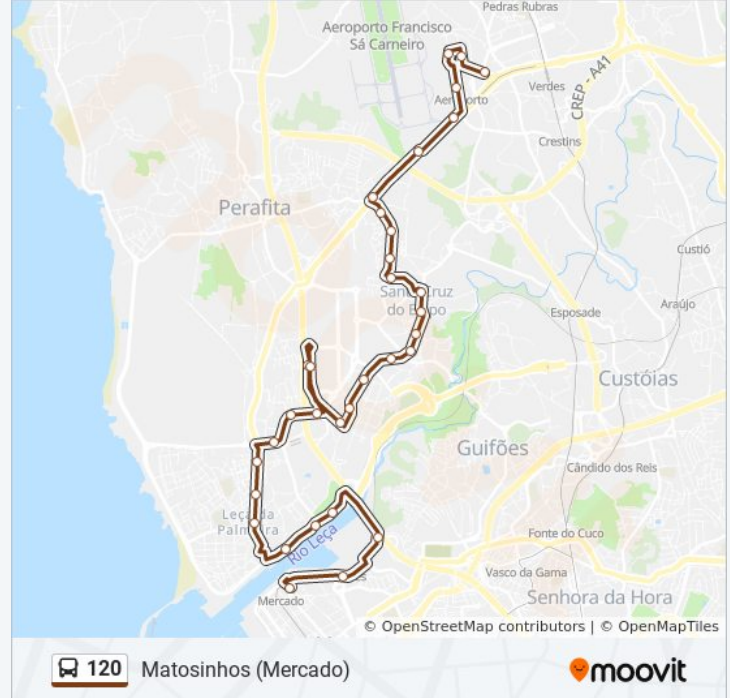 Pedras Rubras
Aeroporto Francisco
Sá Carneiro
Verdes
CREP - A41
Crestins
Perafita
Custió
Santa Cruz
do Bispo
Araújo
Esposade
Custóias
Guifões
Cândido dos Reis
Leça da
Palmeira
Rio Leça
Fonte do Cuco
Vasco da Gama
Senhora da Hora
Mercado
© OpenStreetMap contributors | © OpenMapTiles
120 Matosinhos (Mercado)
moovit